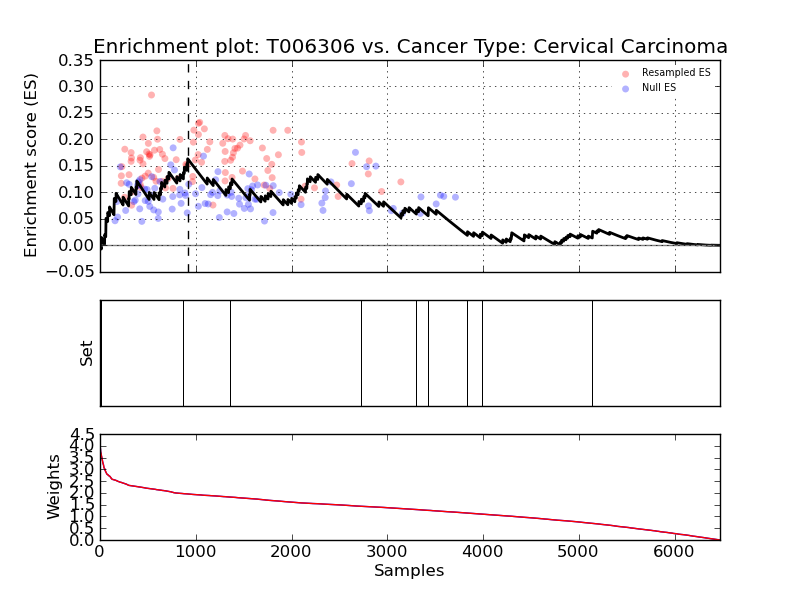 Enrichment plot: T006306 vs. Cancer Type: Cervical Carcinoma
0.35
0.30
0.25
0.20
0.15
0.10
0.05
0.00
−0.05
Enrichment score (ES)
Resampled ES
Null ES
Set
4.5
4.0
3.5
3.0
2.5
2.0
1.5
1.0
0.5
0.0
Weights
0 1000 2000 3000 4000 5000 6000
Samples